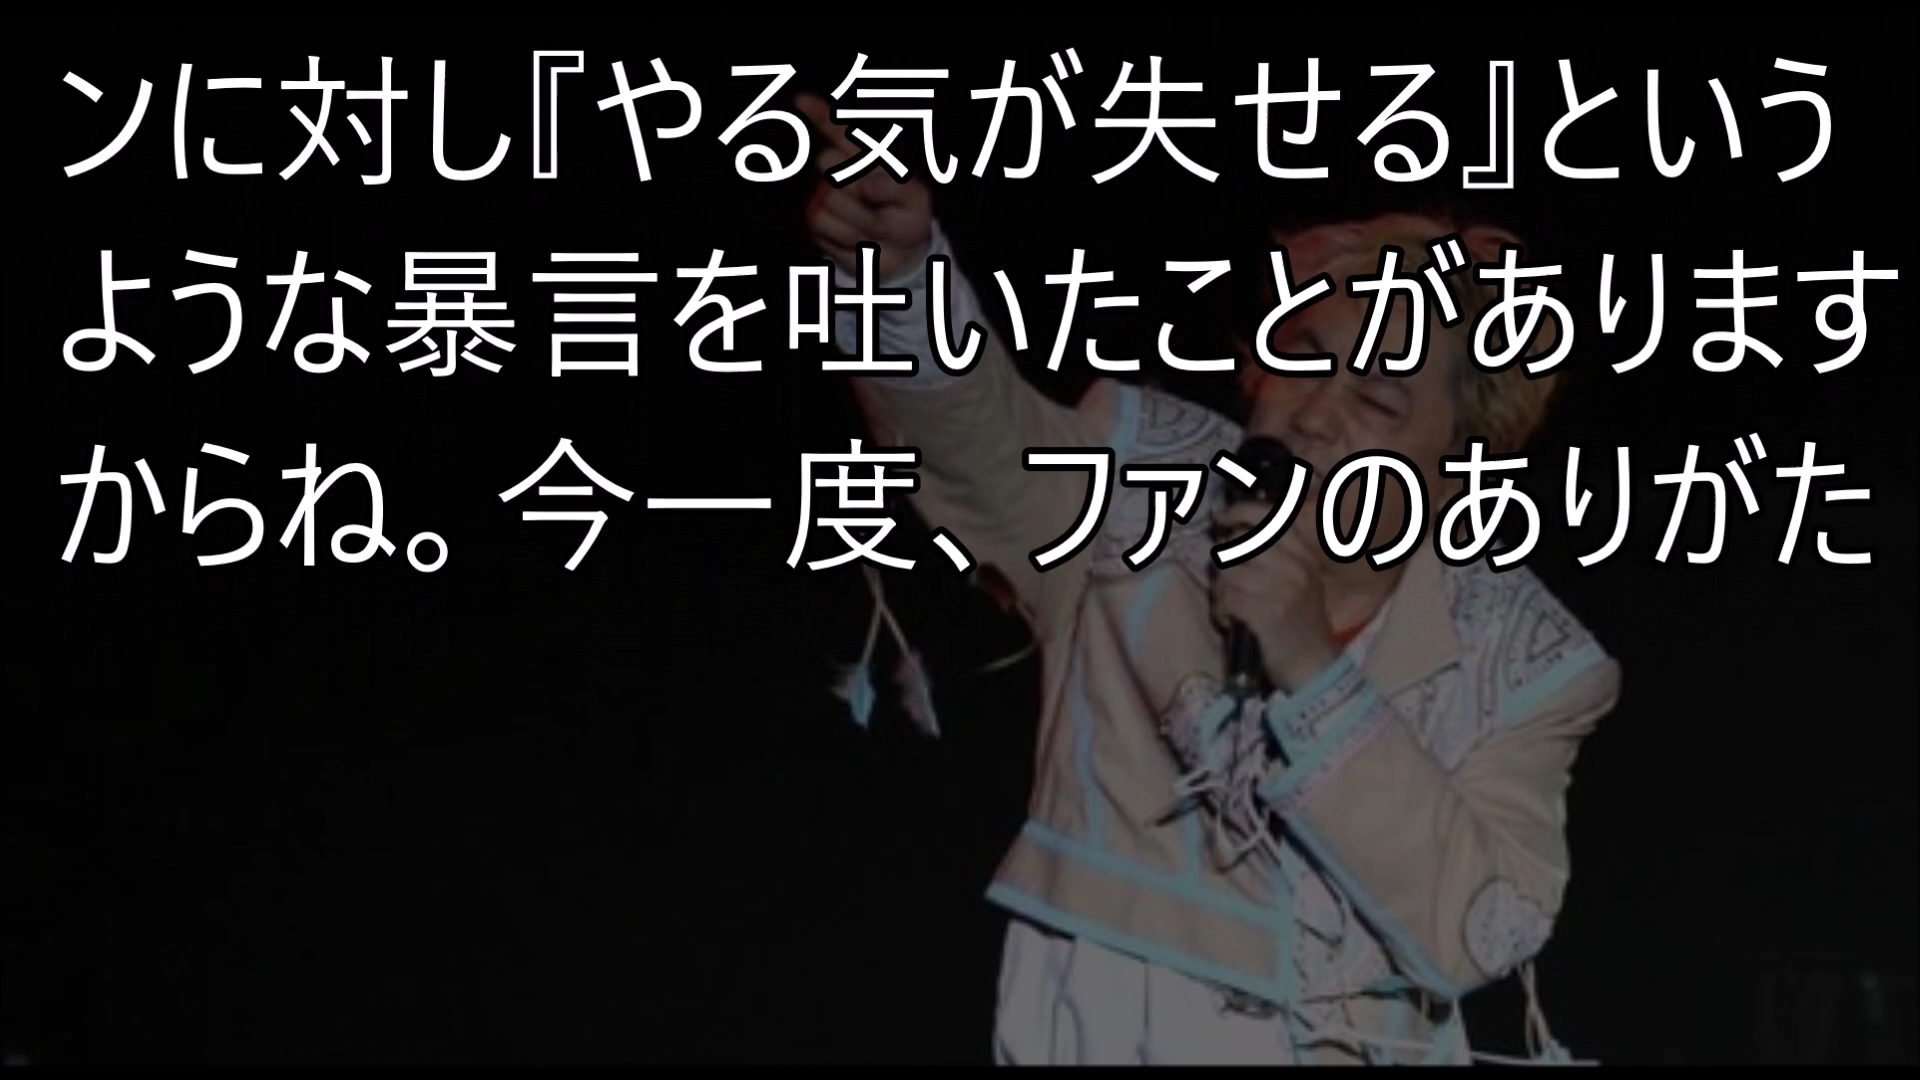 ンに対し『やる気が失せる』という
ような暴言を吐いたことがあります
からね。今一度、ファンのありがた